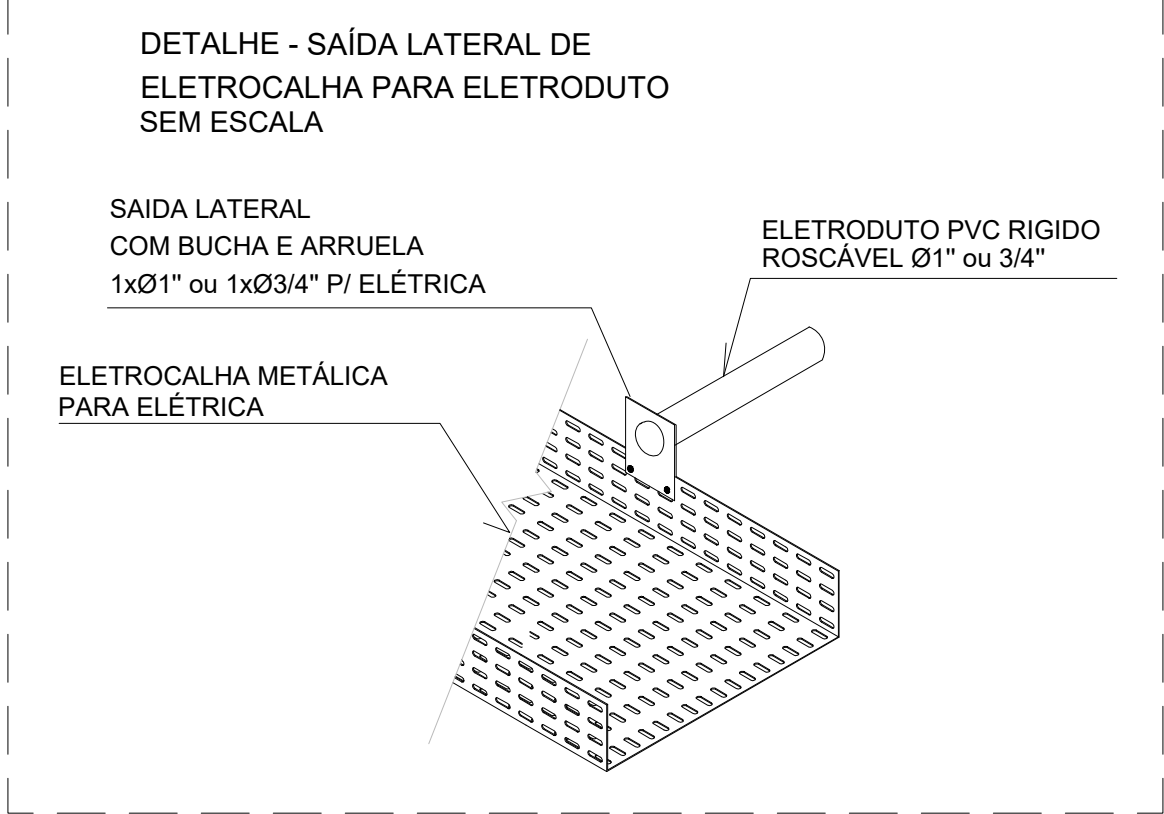 DETALHE - SAÍDA LATERAL DE
ELETROCALHA PARA ELETRODUTO
SEM ESCALA
SAIDA LATERAL
COM BUCHA E ARRUELA
1xØ1" ou 1xØ3/4" P/ ELÉTRICA
ELETRODUTO PVC RIGIDO
ROSCÁVEL Ø1" ou 3/4"
ELETROCALHA METÁLICA
PARA ELÉTRICA